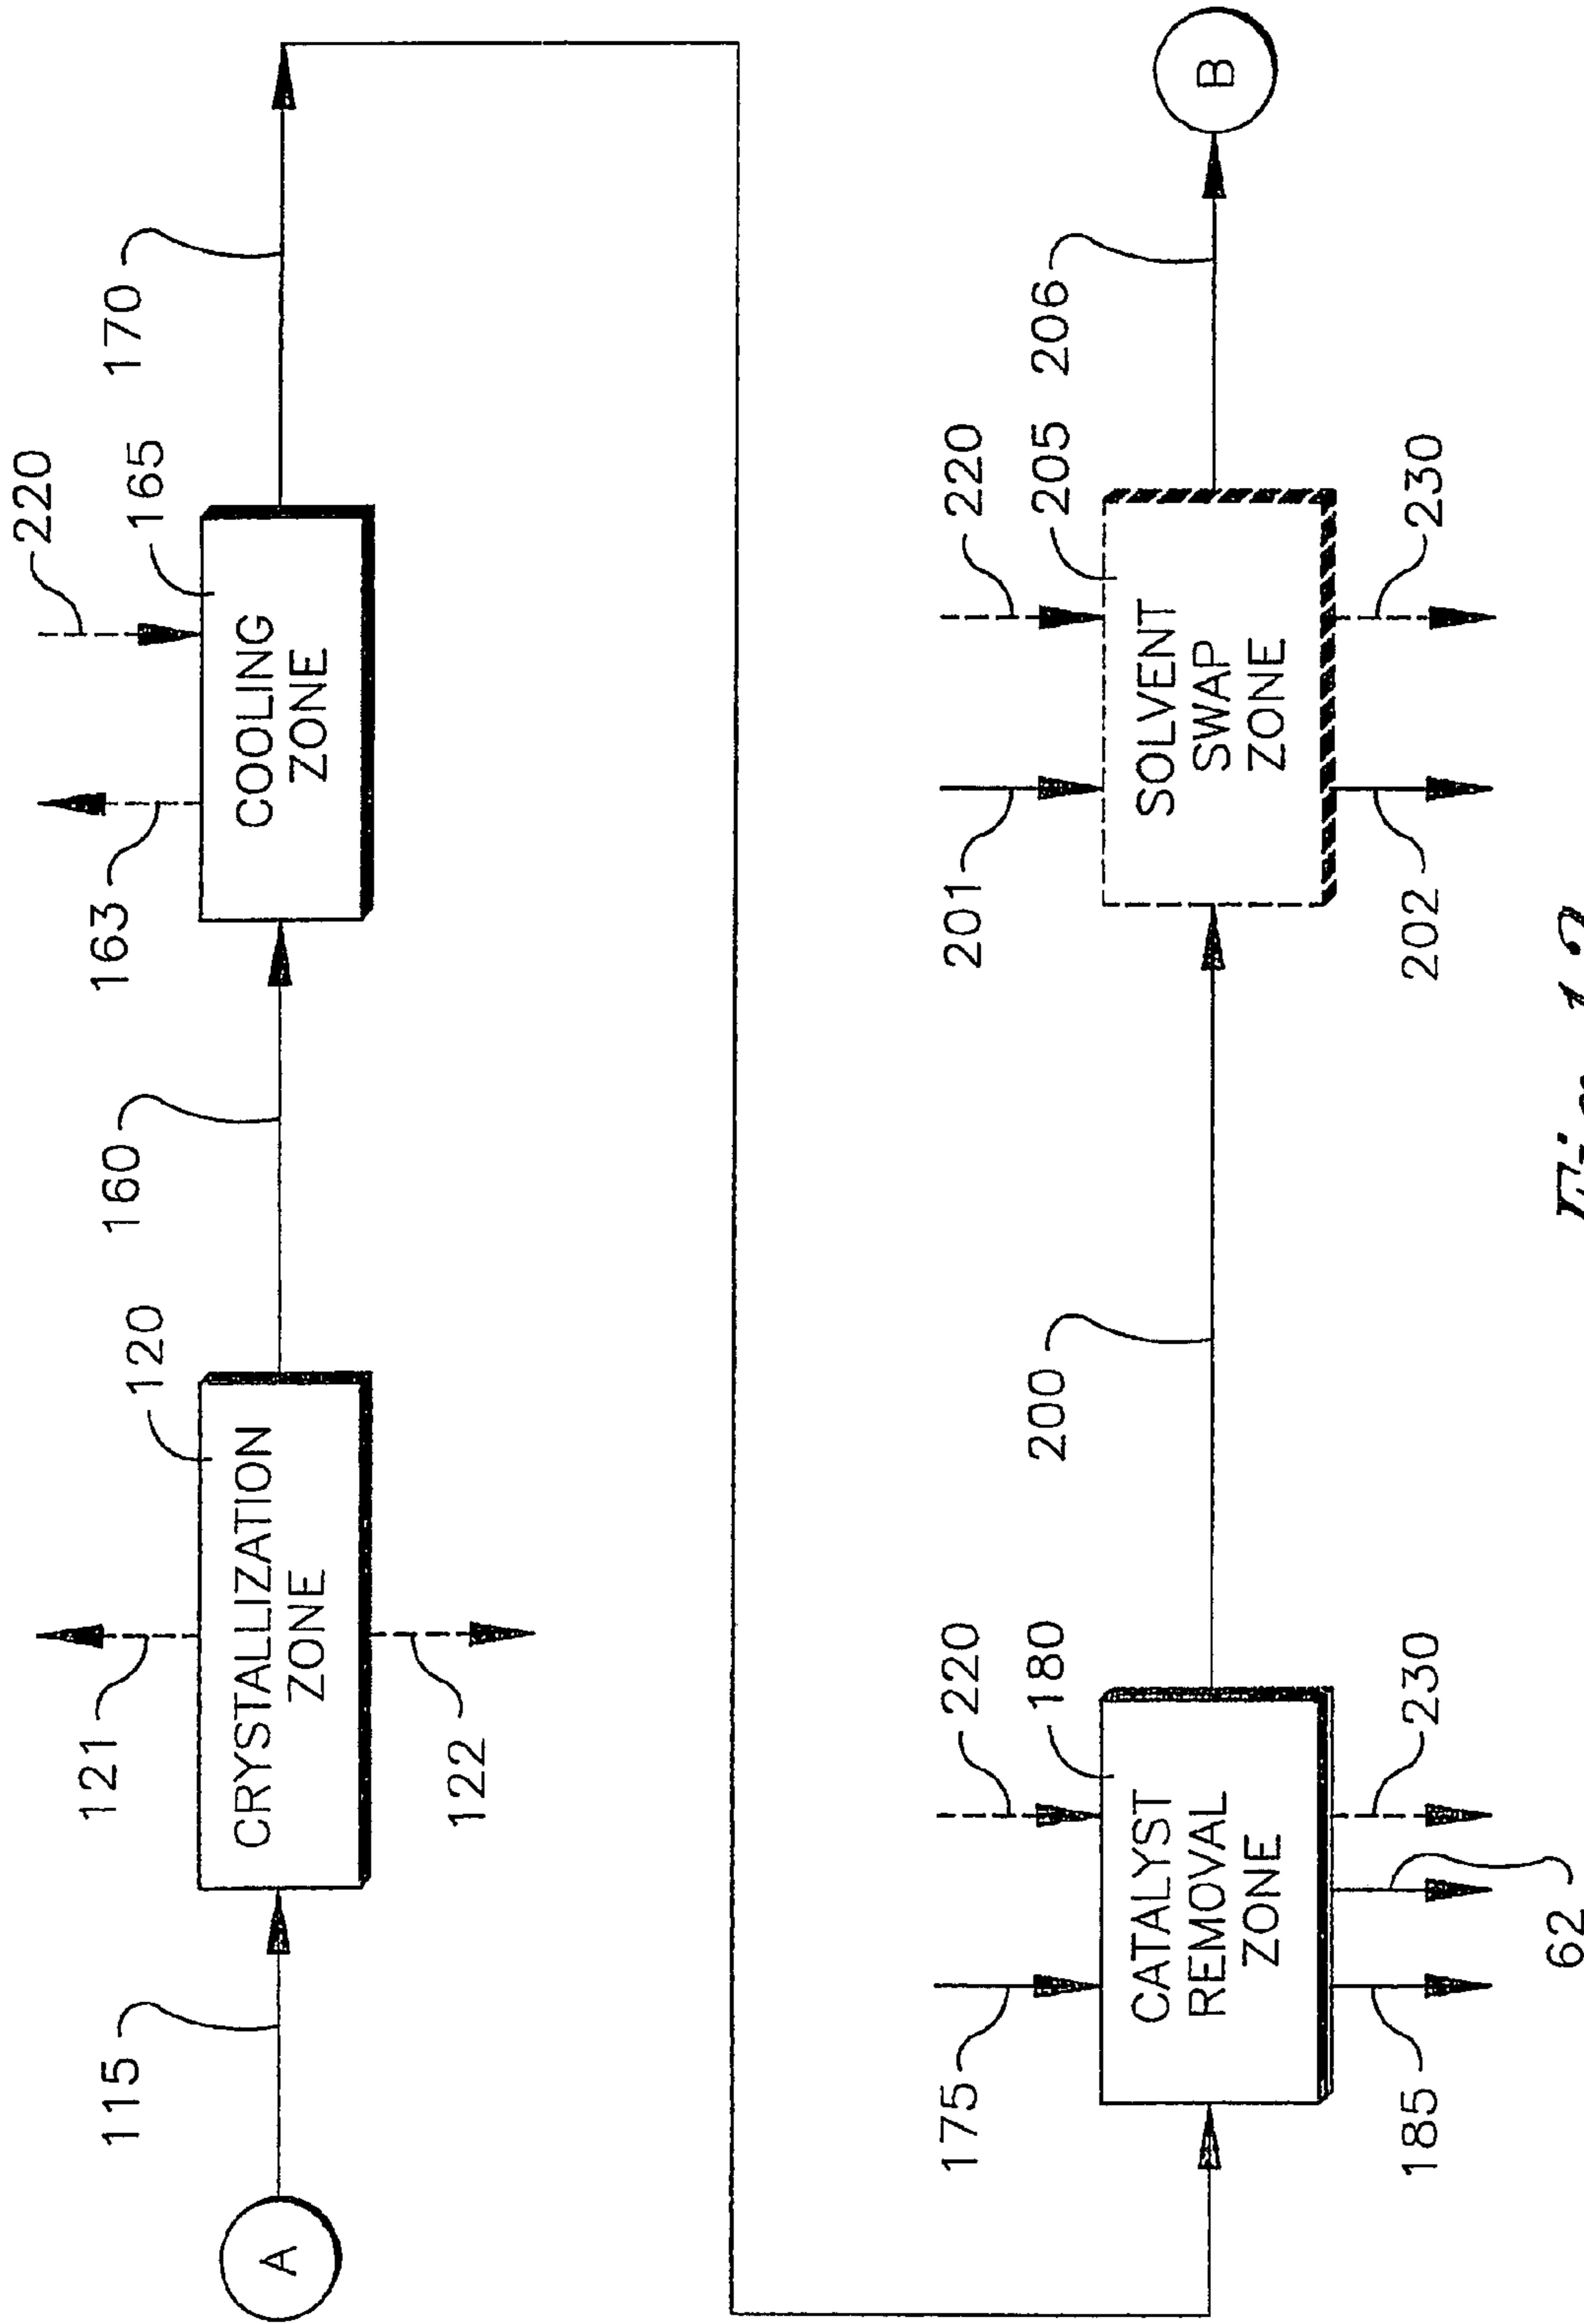 A
115
121
CRYSTALLIZATION
ZONE
120
122
160
163
220
COOLING
ZONE
165
170
175
220
CATALYST
REMOVAL
ZONE
180
185
62
230
200
201
220
SOLVENT
SWAP
ZONE
205
202
230
206
B